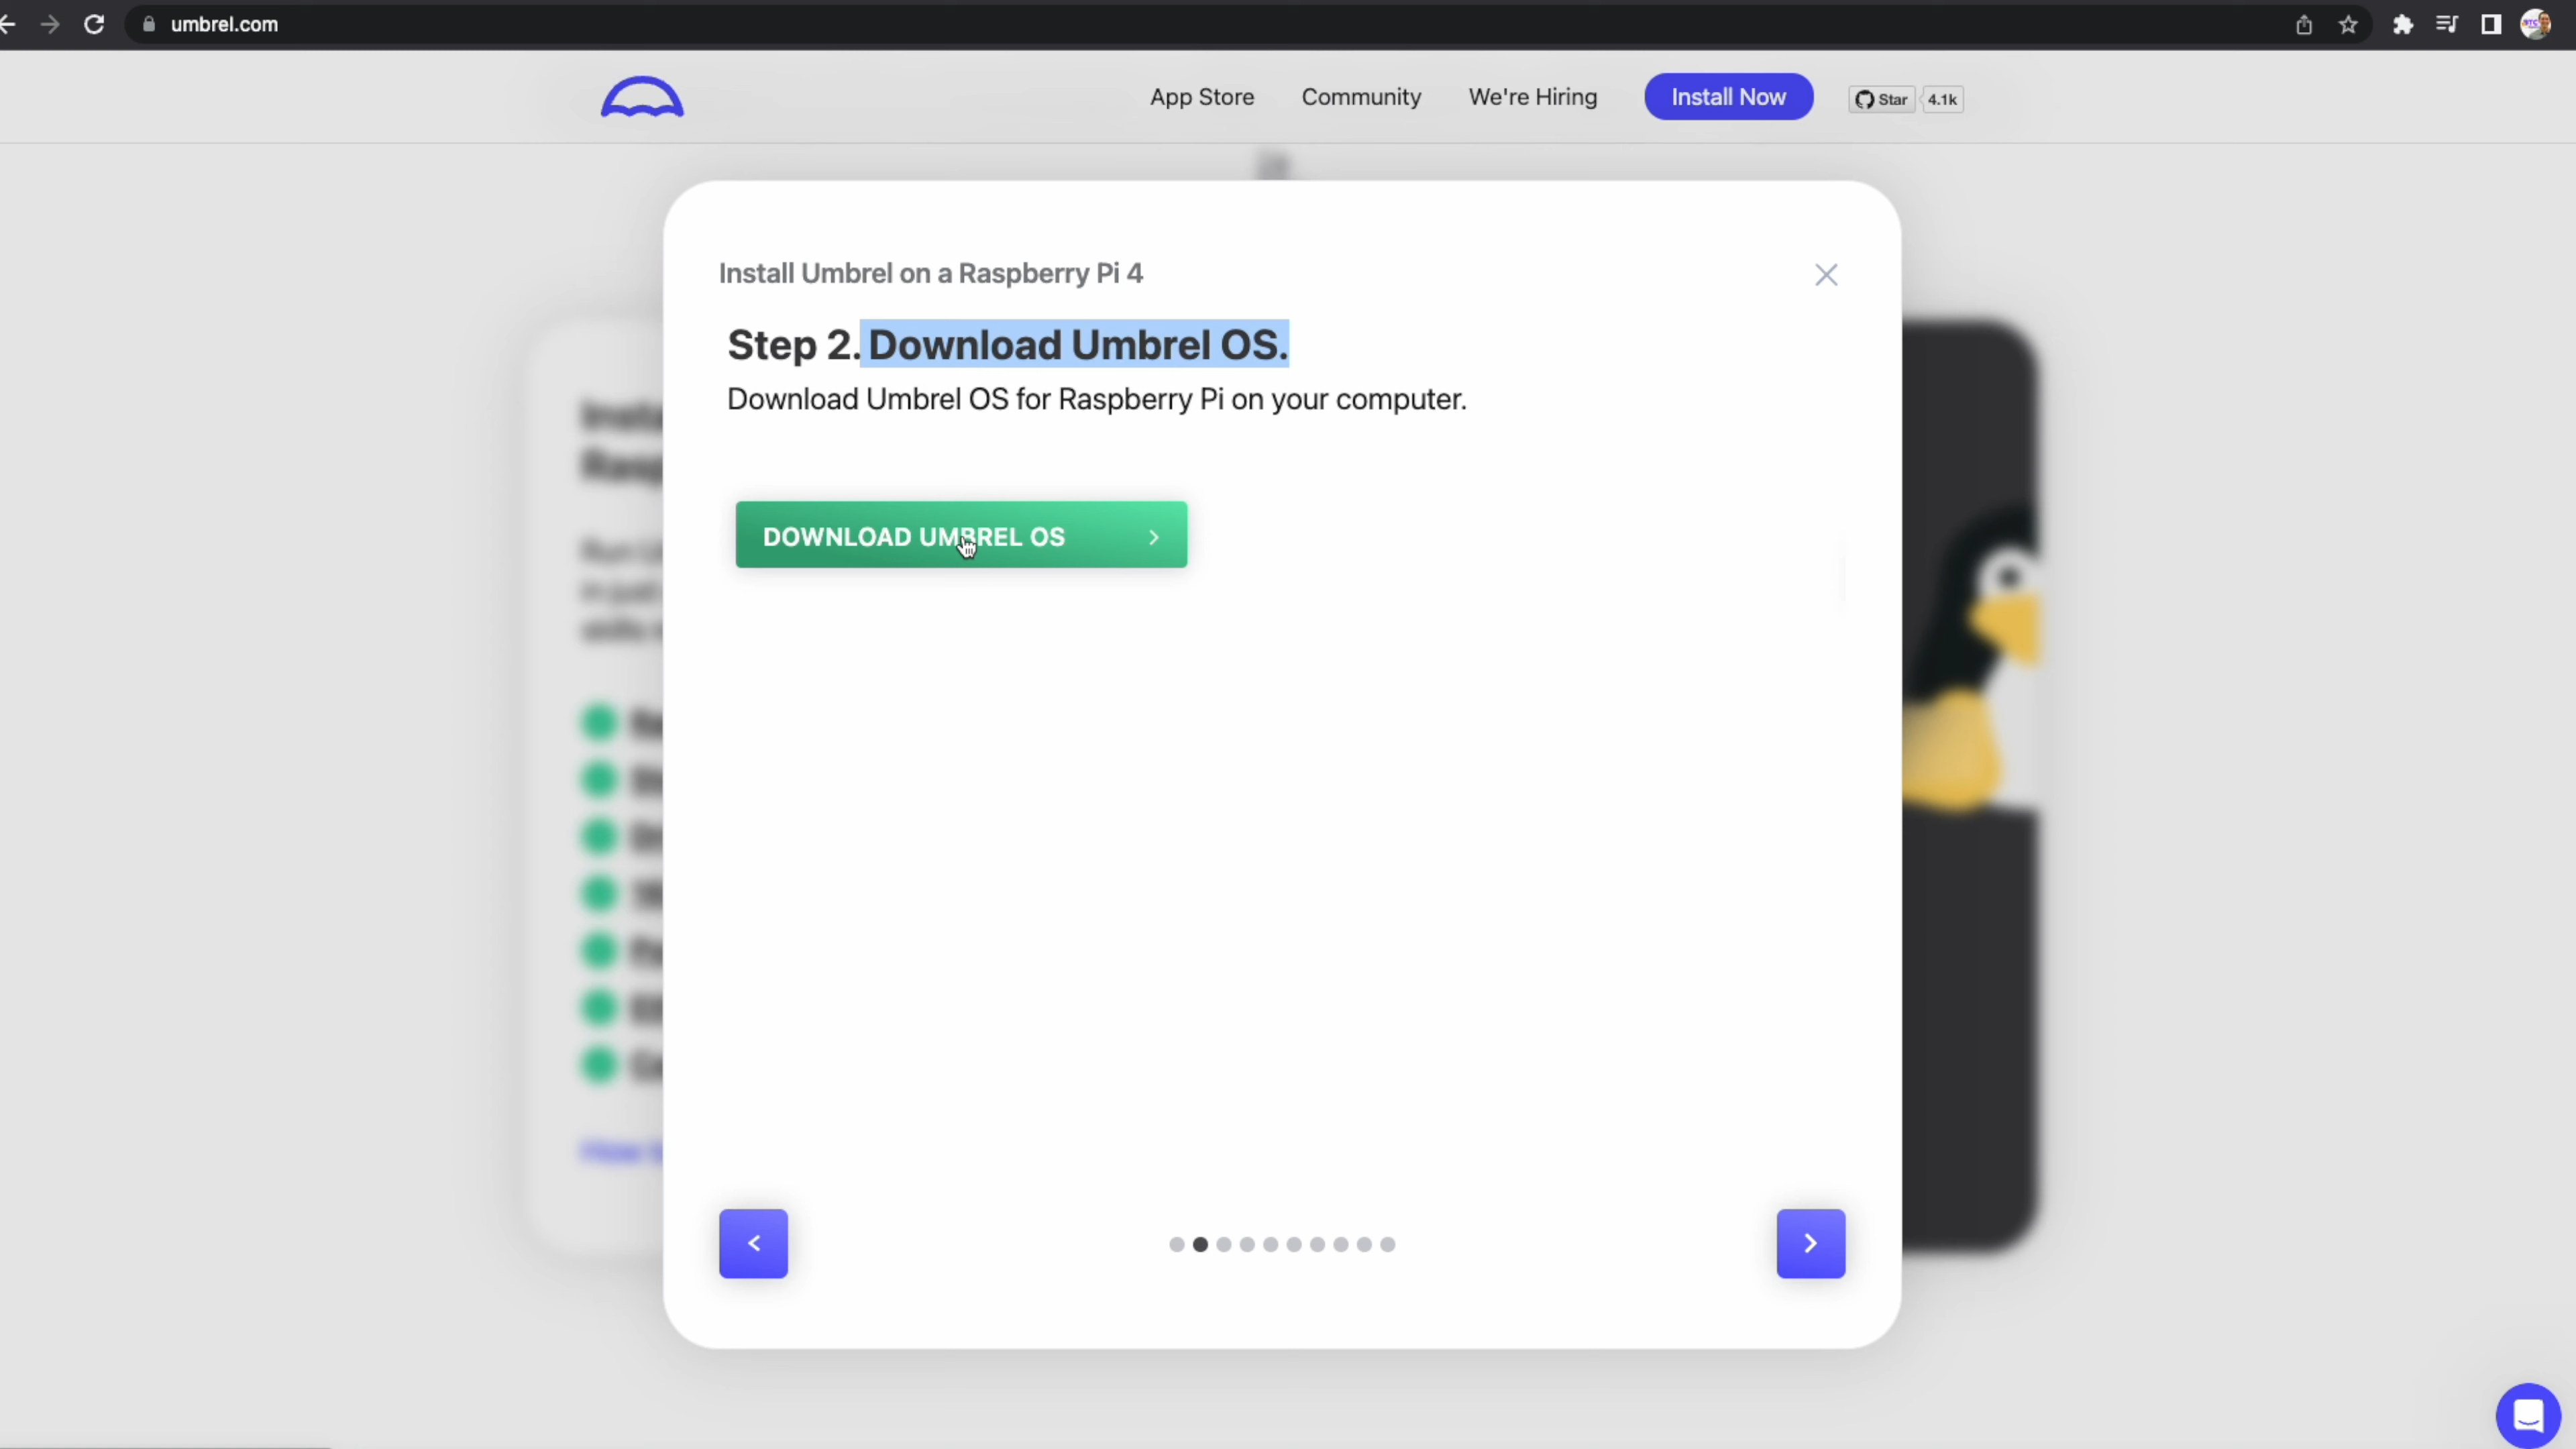 umbrel.com
App Store
Community
We're Hiring
Install Now
Star
4.1k
Install Umbrel on a Raspberry Pi 4
Step 2. Download Umbrel OS.
Download Umbrel OS for Raspberry Pi on your computer.
DOWNLOAD UMBREL OS